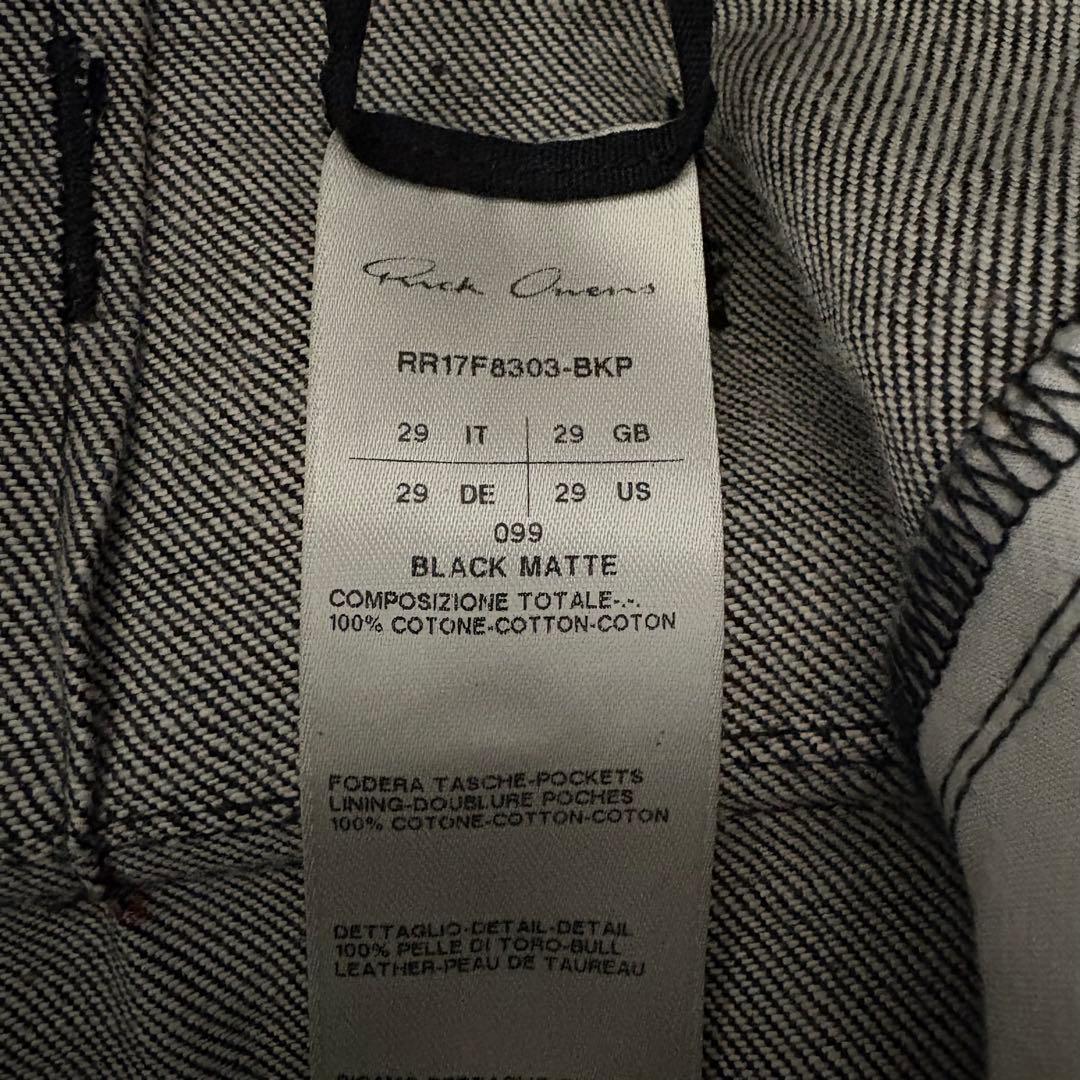 Rick Owens
RR17F8303-BKP
29 IT 29 GB
29 DE 29 US
099
BLACK MATTE
COMPOSIZIONE TOTALE-.-.
100% COTONE-COTTON-COTON
FODERA TASCHE-POCKETS
LINING-DOUBLURE POCHES
100% COTONE-COTTON-COTON
DETTAGLIO-DETAIL-DETAIL
100% PELLE DI TORO-BULL
LEATHER-PEAU DE TAUREAU